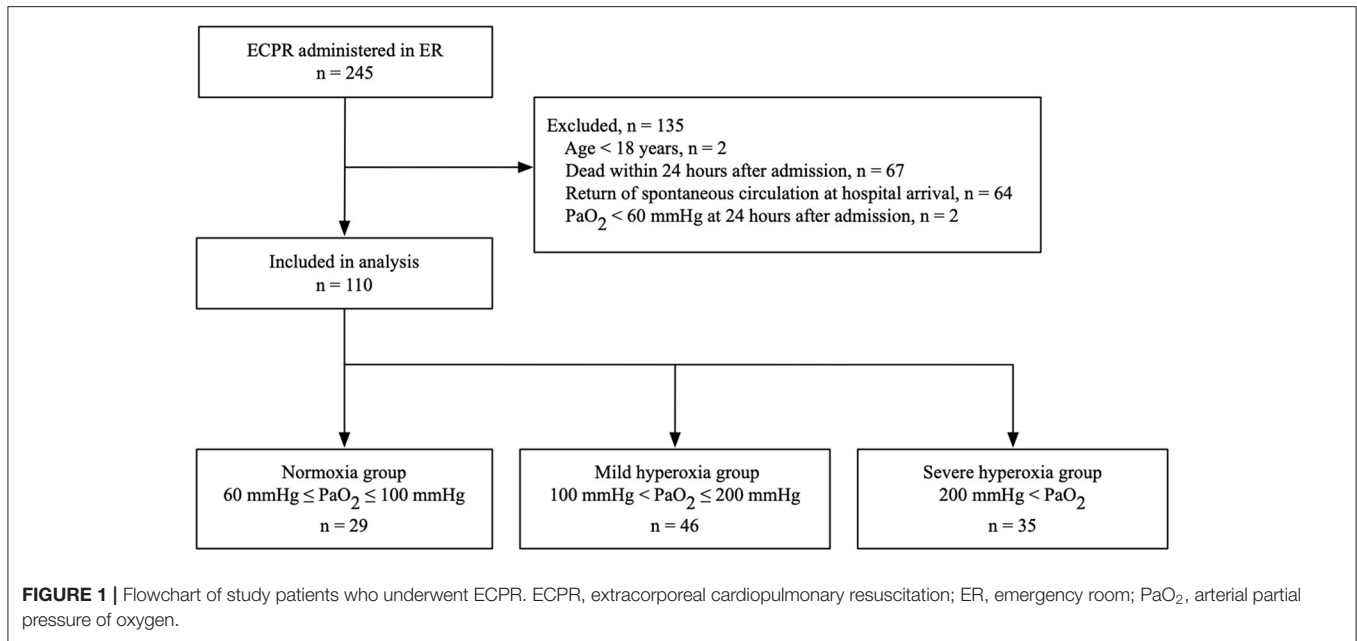 ECPR administered in ER
n = 245
Excluded, n = 135
Age < 18 years, n = 2
Dead within 24 hours after admission, n = 67
Return of spontaneous circulation at hospital arrival, n = 64
PaO₂ < 60 mmHg at 24 hours after admission, n = 2
Included in analysis
n = 110
Normoxia group
60 mmHg ≤ PaO₂ ≤ 100 mmHg
n = 29
Mild hyperoxia group
100 mmHg < PaO₂ ≤ 200 mmHg
n = 46
Severe hyperoxia group
200 mmHg < PaO₂
n = 35
FIGURE 1 | Flowchart of study patients who underwent ECPR. ECPR, extracorporeal cardiopulmonary resuscitation; ER, emergency room; PaO₂, arterial partial
pressure of oxygen.